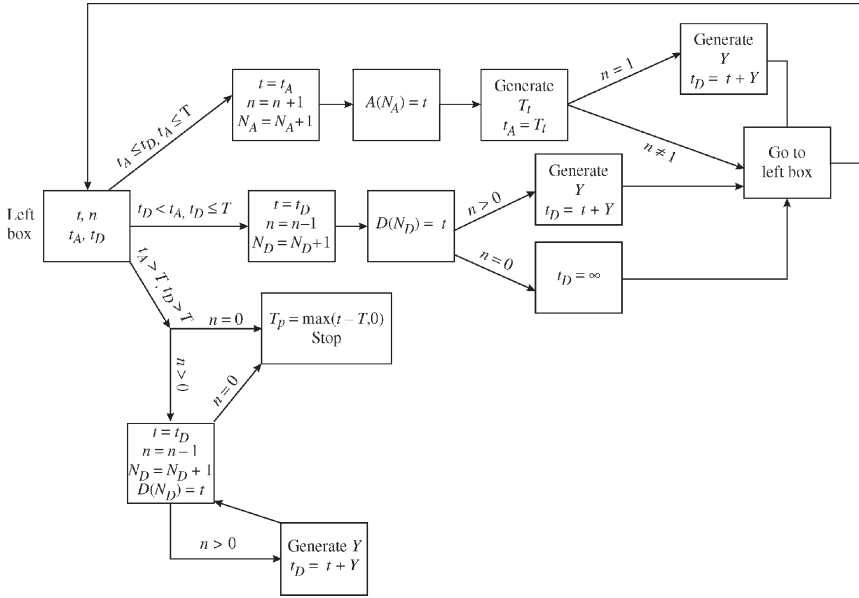 Generate
Y
t_D = t + Y
n = 1
t = t_A
n = n +1
N_A = N_A +1
A(N_A) = t
Generate
T_t
t_A = T_t
t_A ≤ t_D, t_A ≤ T
n ≠ 1
Go to
left box
Generate
Y
t_D = t + Y
n > 0
Left
box
t, n
t_A, t_D
t_D < t_A, t_D ≤ T
t = t_D
n = n–1
N_D = N_D +1
D(N_D) = t
n = 0
t_D = ∞
t_A > T, t_D > T
n = 0
T_p = max(t – T,0)
Stop
n > 0
n = 0
t = t_D
n = n–1
N_D = N_D + 1
D(N_D) = t
n > 0
Generate Y
t_D = t + Y